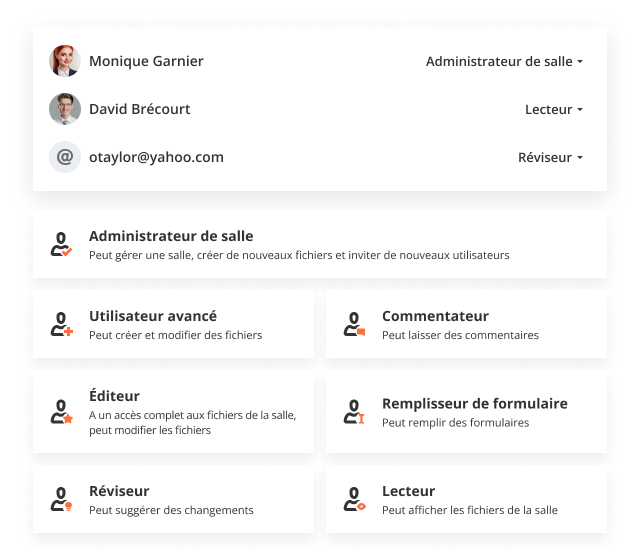 Monique Garnier
Administrateur de salle
David Brécourt
Lecteur
@
otaylor@yahoo.com
Réviseur
Administrateur de salle
Peut gérer une salle, créer de nouveaux fichiers et inviter de nouveaux utilisateurs
Utilisateur avancé
Peut créer et modifier des fichiers
Commentateur
Peut laisser des commentaires
Éditeur
A un accès complet aux fichiers de la salle,
peut modifier les fichiers
Remplisseur de formulaire
Peut remplir des formulaires
Réviseur
Peut suggérer des changements
Lecteur
Peut afficher les fichiers de la salle